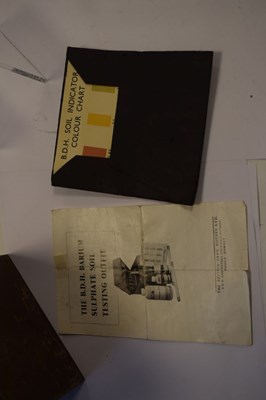 B.D.H. SOIL INDICATOR
COLOUR CHART
THE B.D.H. BARIUM
SULPHATE SOIL
TESTING OUTFIT